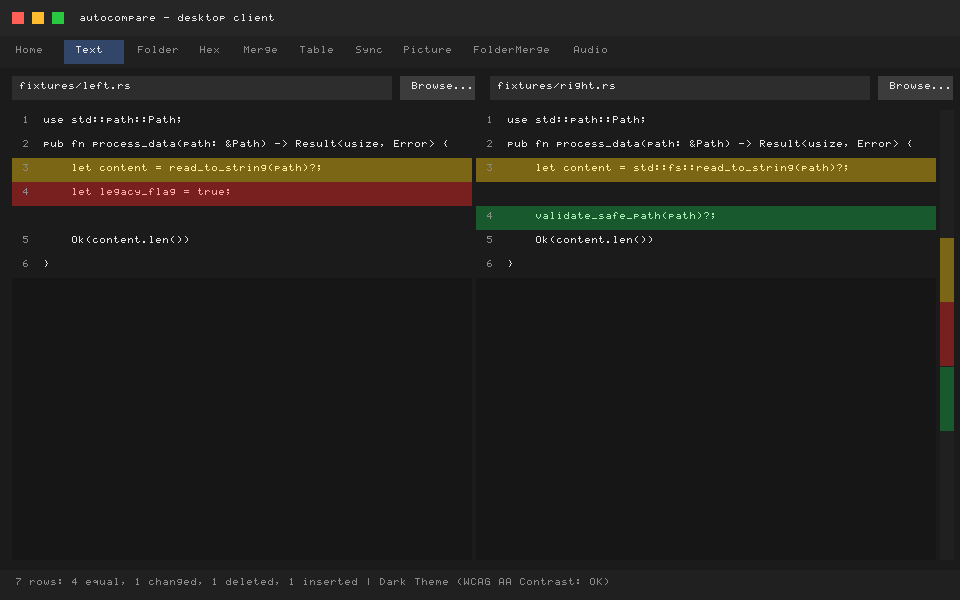 autocompare - desktop client
Home Text Folder Hex Merge Table Sync Picture FolderMerge Audio
fixtures/left.rs Browse... fixtures/right.rs Browse...
1 use std::path::Path;
2 pub fn process_data(path: &Path) -> Result(usize, Error) {
3 let content = read_to_string(path)?;
4 let legacy_flag = true;
5 Ok(content.len())
6 }
1 use std::path::Path;
2 pub fn process_data(path: &Path) -> Result(usize, Error) {
3 let content = std::fs::read_to_string(path)?;
4 validate_safe_path(path)?;
5 Ok(content.len())
6 }
7 rows: 4 equal, 1 changed, 1 deleted, 1 inserted | Dark Theme (WCAG AA Contrast: OK)